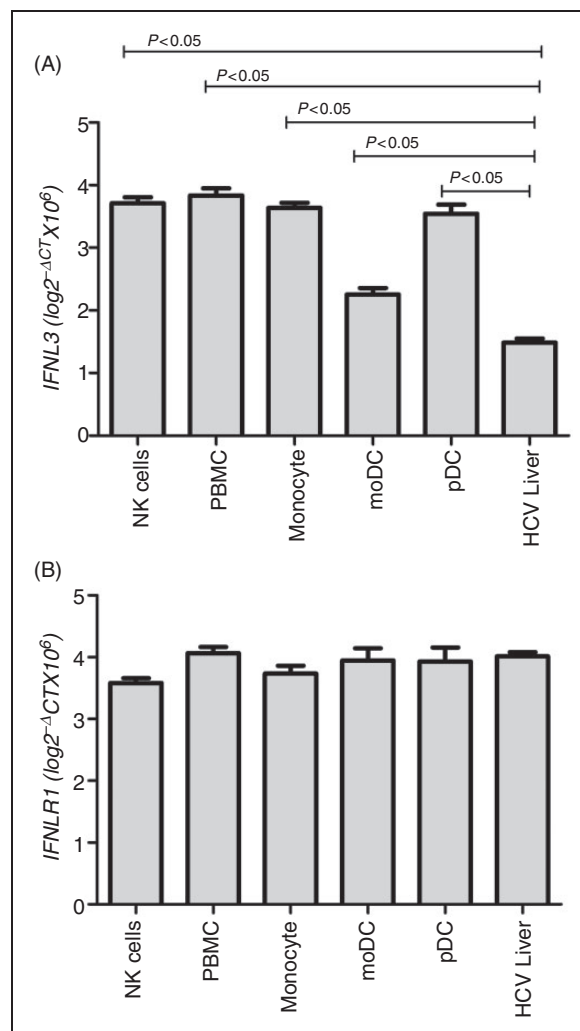 (A)
P<0.05
P<0.05
P<0.05
P<0.05
P<0.05
IFNL3 (log2^–ΔCT X10^6)
5
4
3
2
1
0
NK cells
PBMC
Monocyte
moDC
pDC
HCV Liver
(B)
IFNLR1 (log2^–ΔCTX10^6)
5
4
3
2
1
0
NK cells
PBMC
Monocyte
moDC
pDC
HCV Liver